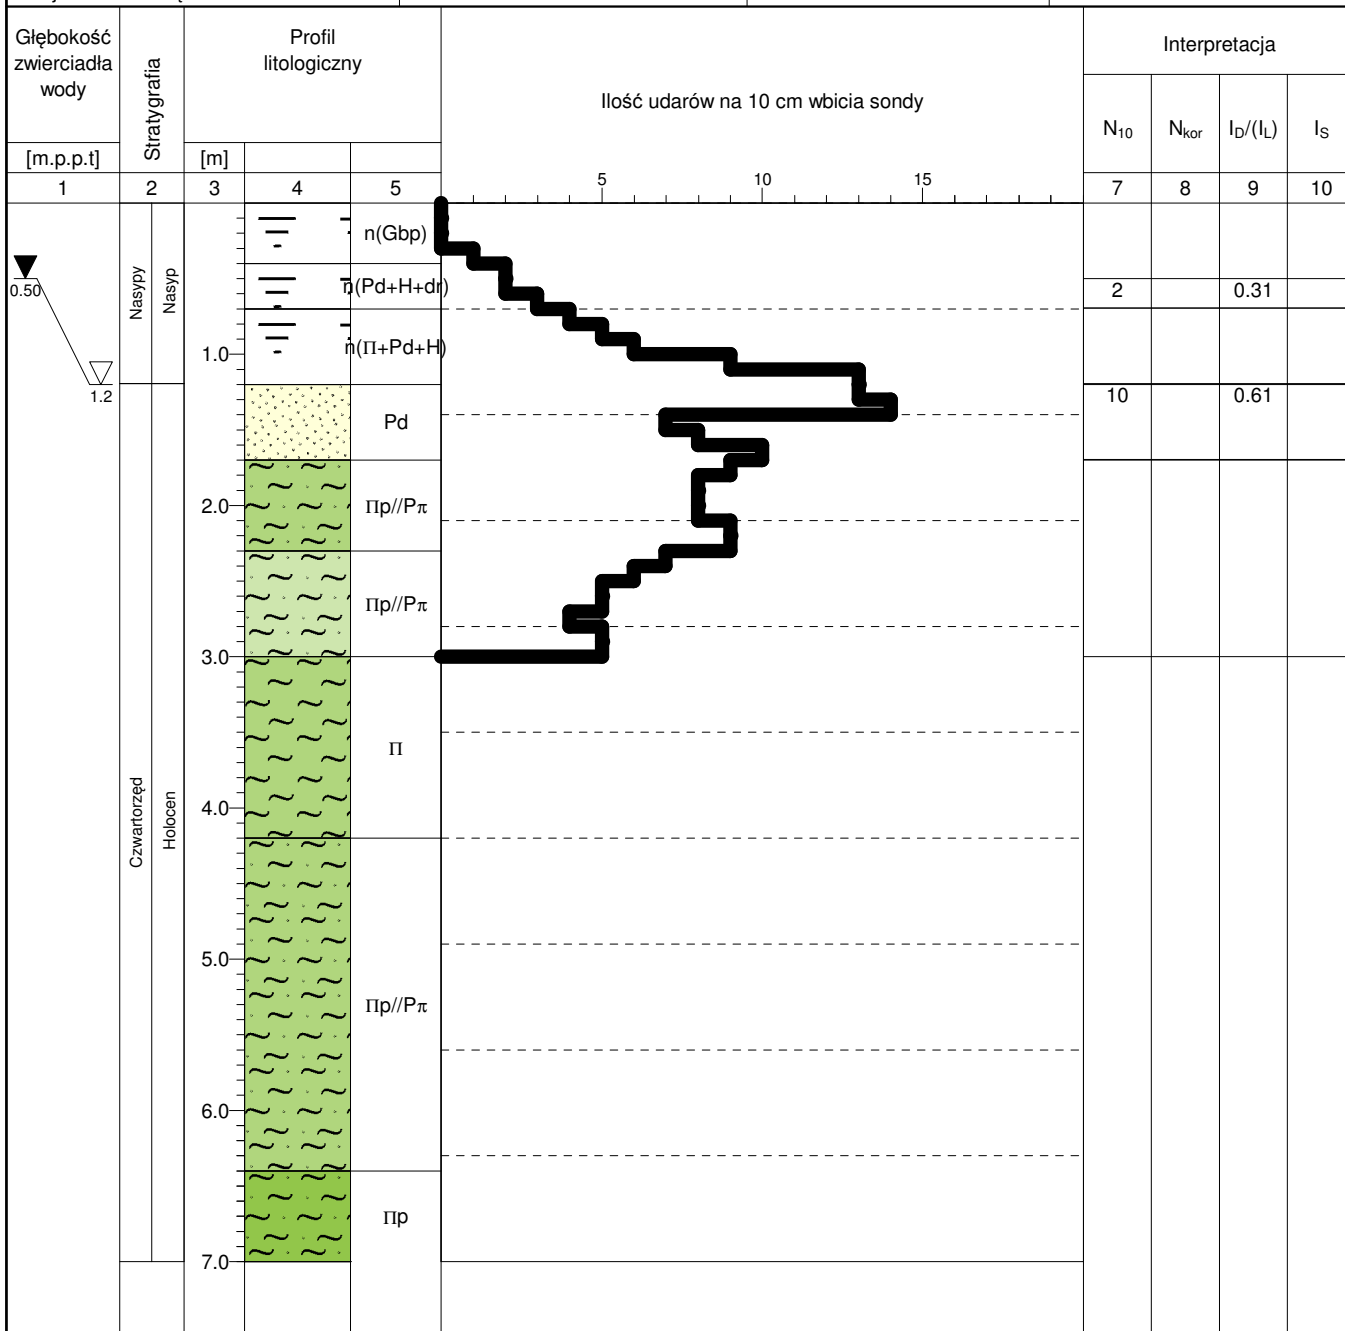 Głębokość
zwierciadła
wody
[m.p.p.t]
Stratygrafia
Profil
litologiczny
[m]
Ilość udarów na 10 cm wbicia sondy
Interpretacja
N10
Nkor
ID/(IL)
IS
1
2
3
4
5
5
10
15
7
8
9
10
Nasypy
Nasyp
n(Gbp)
0.50
n(Pd+H+dr)
2
0.31
1.0
n(Π+Pd+H)
1.2
Pd
10
0.61
2.0
Πp//Pπ
Πp//Pπ
3.0
Π
4.0
Czwartorzęd
Holocen
5.0
Πp//Pπ
6.0
Πp
7.0